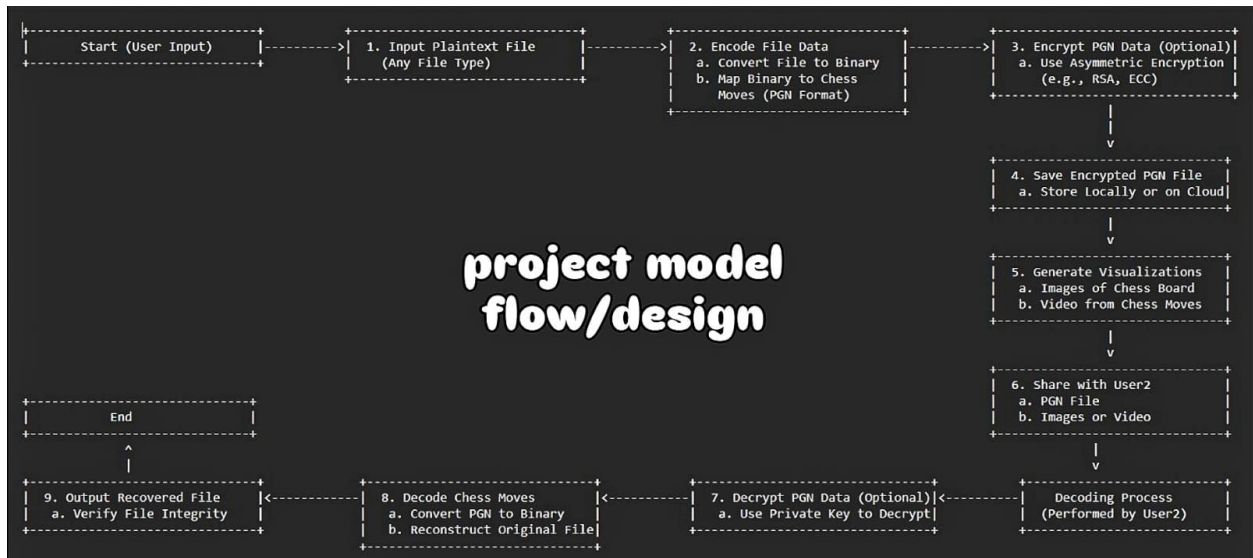 Start (User Input)
1. Input Plaintext File
(Any File Type)
2. Encode File Data
a. Convert File to Binary
b. Map Binary to Chess
Moves (PGN Format)
3. Encrypt PGN Data (Optional)
a. Use Asymmetric Encryption
(e.g., RSA, ECC)
4. Save Encrypted PGN File
a. Store Locally or on Cloud
5. Generate Visualizations
a. Images of Chess Board
b. Video from Chess Moves
6. Share with User2
a. PGN File
b. Images or Video
Decoding Process
(Performed by User2)
7. Decrypt PGN Data (Optional)
a. Use Private Key to Decrypt
8. Decode Chess Moves
a. Convert PGN to Binary
b. Reconstruct Original File
9. Output Recovered File
a. Verify File Integrity
End
project model
flow/design